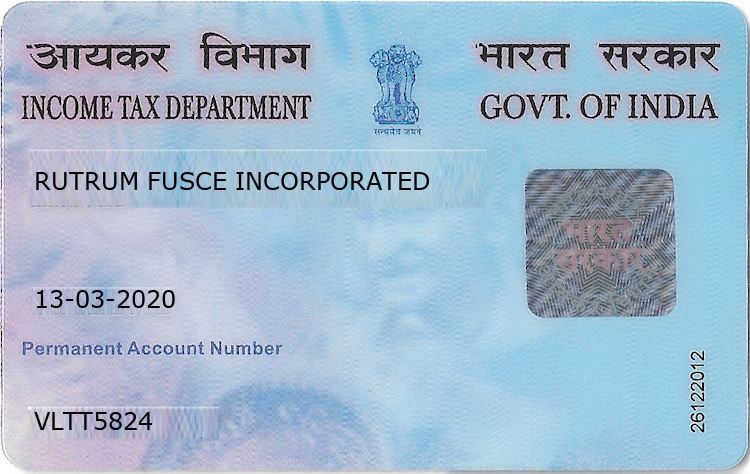 आयकर विभाग
भारत सरकार
INCOME TAX DEPARTMENT
GOVT. OF INDIA
सत्यमेव जयते
RUTRUM FUSCE INCORPORATED
भारत
सरकार
13-03-2020
Permanent Account Number
VLTT5824
26122012